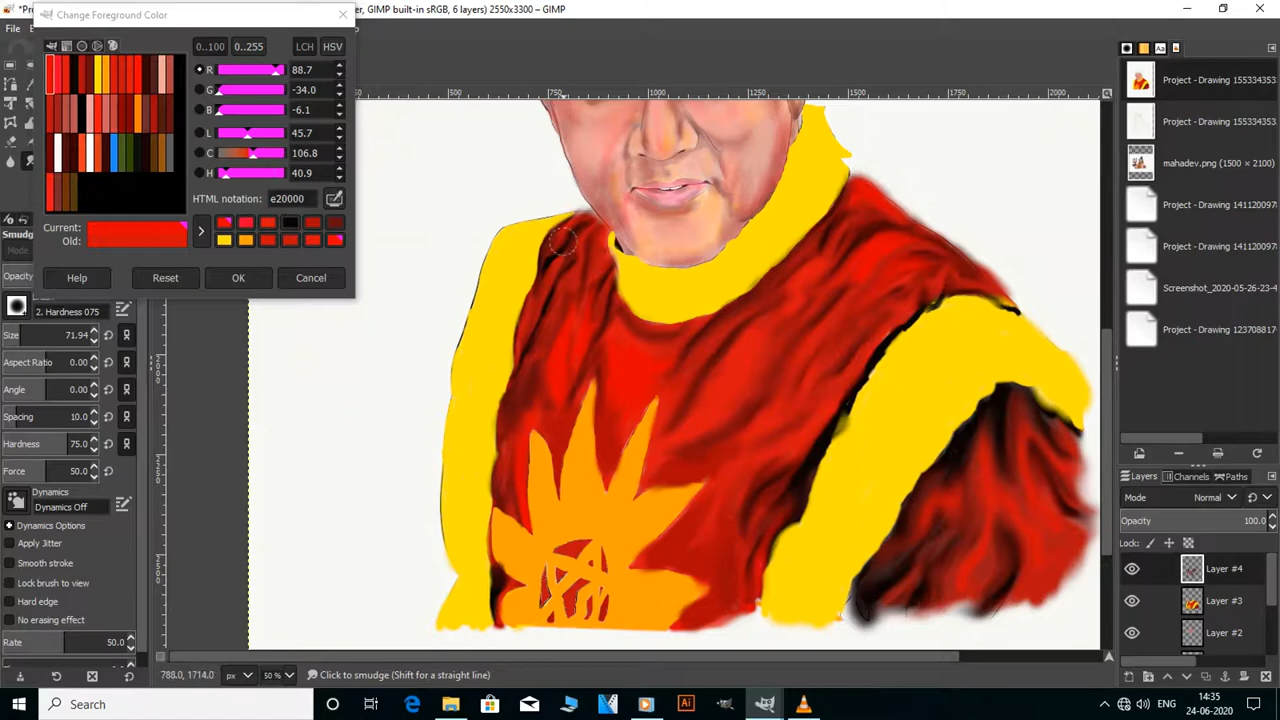 *Pro
Change Foreground Color
er, GIMP built-in sRGB, 6 layers) 2550x3300 – GIMP
File
0..100
0..255
LCH
HSV
R
88.7
G
-34.0
B
-6.1
L
45.7
C
106.8
H
40.9
HTML notation:
e20000
Current:
Old:
Help
Reset
OK
Cancel
Smudg
Mode
Opacity
2. Hardness 075
Size
71.94
Aspect Ratio
0.00
Angle
0.00
Spacing
10.0
Hardness
75.0
Force
50.0
Dynamics
Dynamics Off
Dynamics Options
Apply Jitter
Smooth stroke
Lock brush to view
Hard edge
No erasing effect
Rate
50.0
500
750
1000
1250
1500
1750
2000
2000
2250
2500
788.0, 1714.0
px
50 %
Click to smudge (Shift for a straight line)
Project - Drawing 155334353
Project - Drawing 155334353
mahadev.png (1500 × 2100)
Project - Drawing 141120097
Project - Drawing 141120097
Screenshot_2020-05-26-23-4
Project - Drawing 123708817
Layers
Channels
Paths
Mode
Normal
Opacity
100.0
Lock:
Layer #4
Layer #3
Layer #2
Search
ENG
14:35
24-06-2020